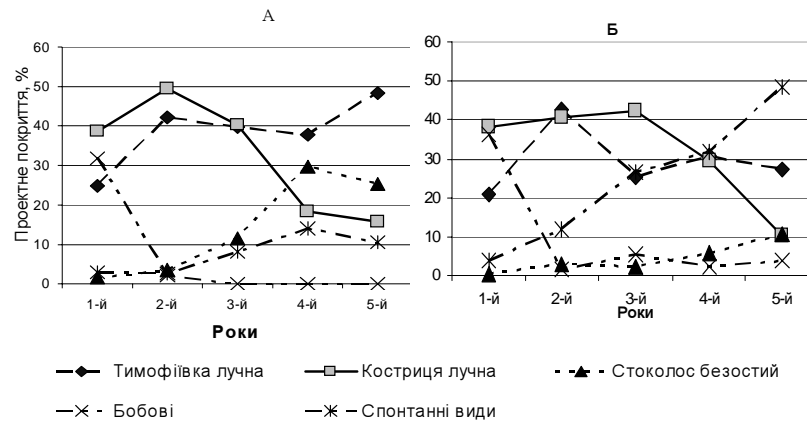 А
Б
Проектне покриття, %
60
50
40
30
20
10
0
1-й 2-й 3-й 4-й 5-й
Роки
60
50
40
30
20
10
0
1-й 2-й 3-й 4-й 5-й
Роки
Тимофіївка лучна Костриця лучна Стоколос безостий
Бобові Спонтанні види